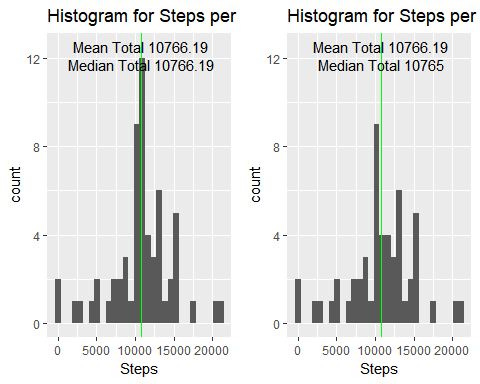 Histogram for Steps per
Mean Total 10766.19
Median Total 10766.19
12
8
4
0
count
0 5000 10000 15000 20000
Steps
Histogram for Steps per
Mean Total 10766.19
Median Total 10765
12
8
4
0
count
0 5000 10000 15000 20000
Steps